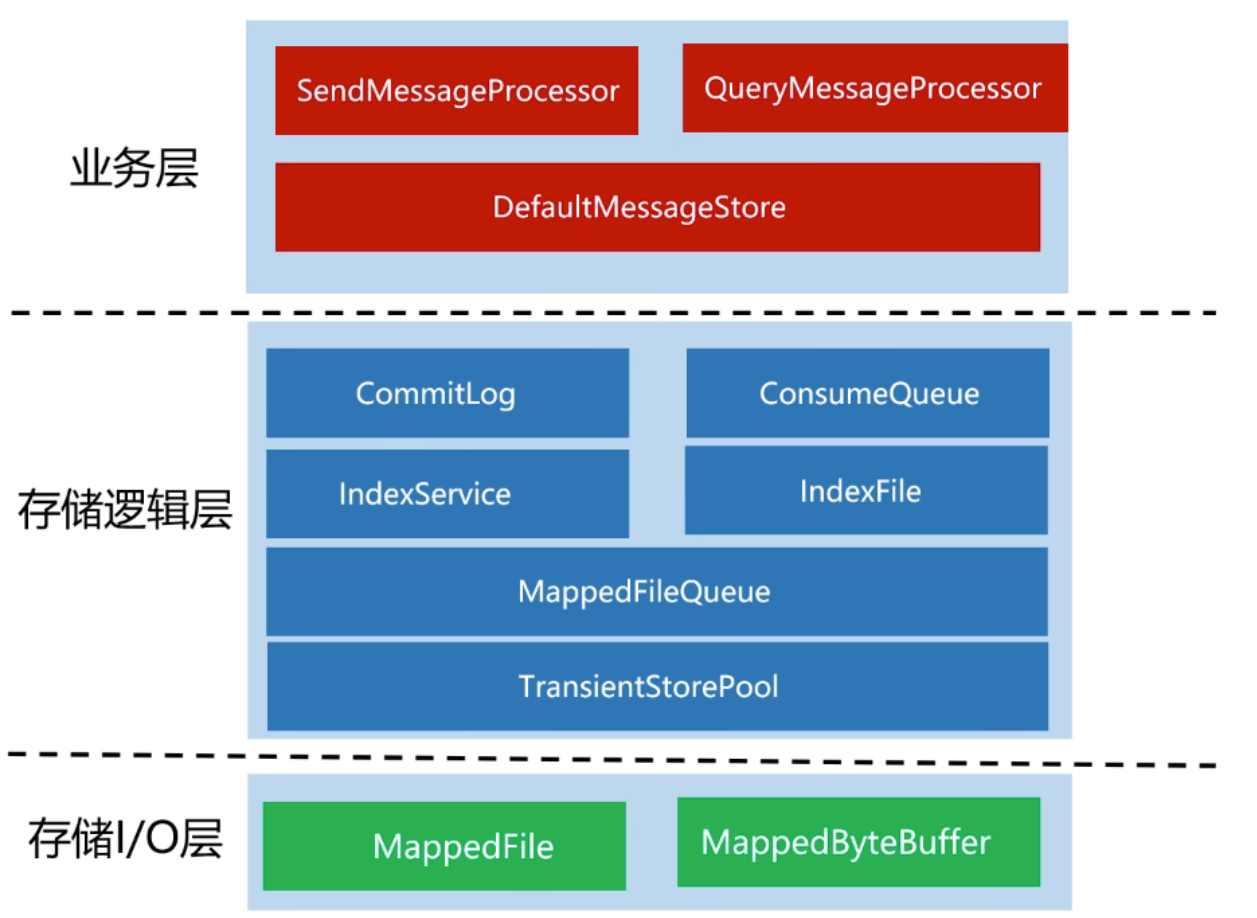 SendMessageProcessor
QueryMessageProcessor
业务层
DefaultMessageStore
CommitLog
ConsumeQueue
存储逻辑层
IndexService
IndexFile
MappedFileQueue
TransientStorePool
存储I/O层
MappedFile
MappedByteBuffer